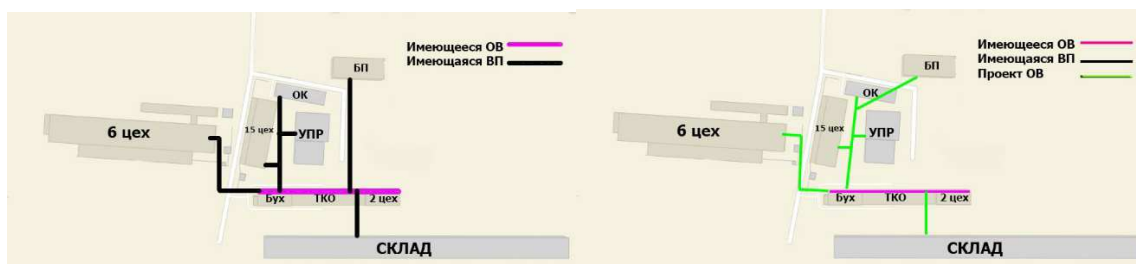 Имеющееся ОВ
Имеющаяся ВП
БП
ОК
6 цех
15 цех
УПР
Бух
ТКО
2 цех
СКЛАД
Имеющееся ОВ
Имеющаяся ВП
Проект ОВ
БП
ОК
6 цех
15 цех
УПР
Бух
ТКО
2 цех
СКЛАД